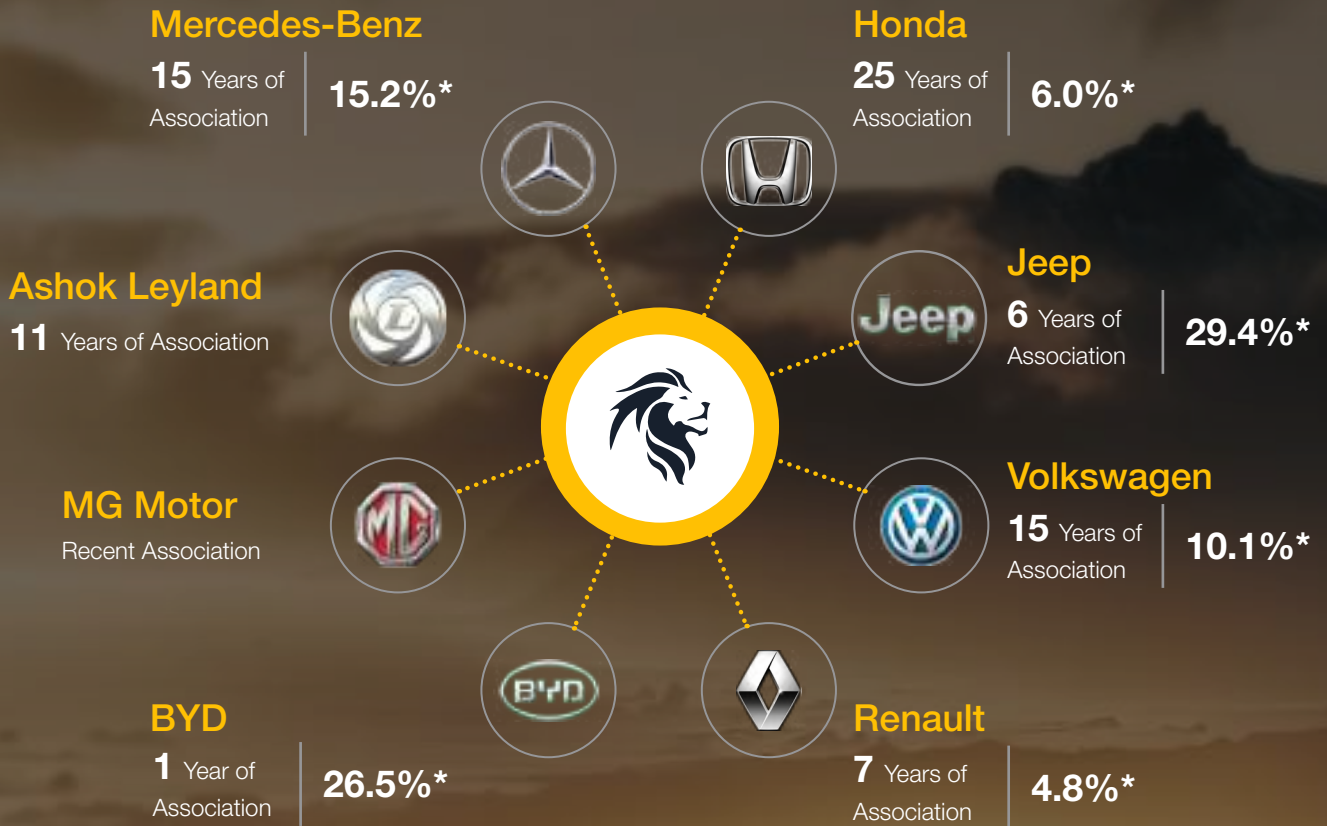 Mercedes-Benz
15 Years of
Association
15.2%*
Honda
25 Years of
Association
6.0%*
Ashok Leyland
11 Years of Association
L
Jeep
Jeep
6 Years of
Association
29.4%*
MG Motor
Recent Association
MG
Volkswagen
15 Years of
Association
10.1%*
BYD
1 Year of
Association
26.5%*
BYD
Renault
7 Years of
Association
4.8%*